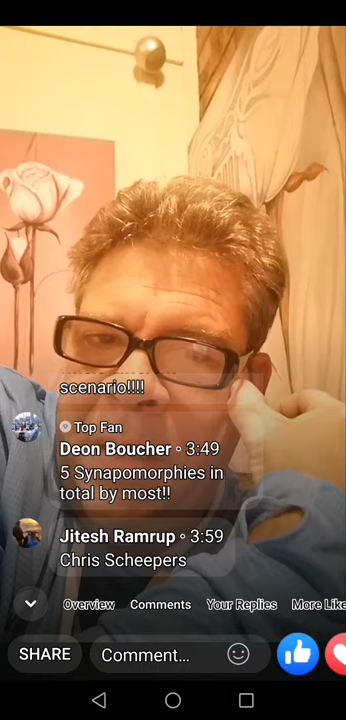 scenario!!!!
Top Fan
Deon Boucher • 3:49
5 Synapomorphies in
total by most!!
Jitesh Ramrup • 3:59
Chris Scheepers
Overview Comments Your Replies More Like
SHARE Comment...